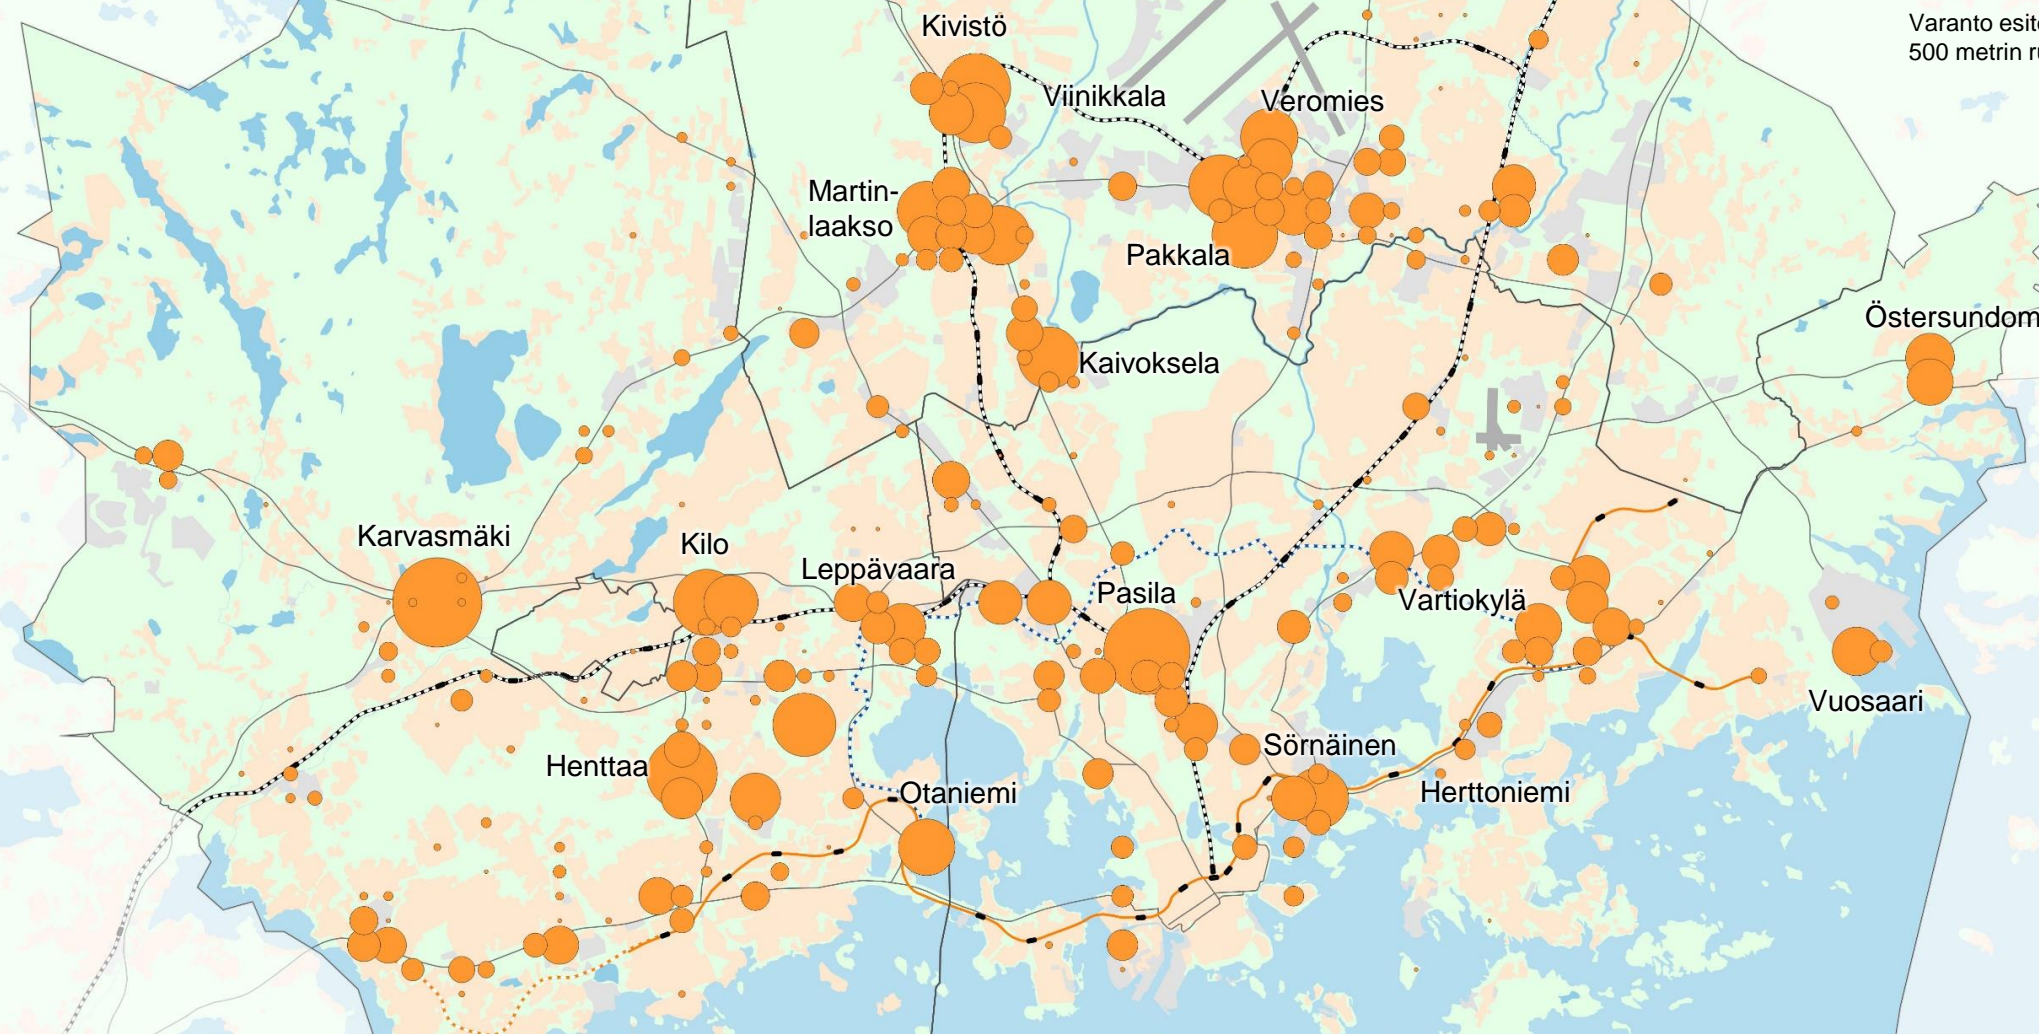 Varanto
500 metrin
Kivistö
Viinikkala
Veromies
Martin-
laakso
Pakkala
Östersundom
Kaivoksela
Karvasmäki
Kilo
Leppävaara
Pasila
Vartiokylä
Vuosaari
Henttaa
Sörnäinen
Otaniemi
Herttoniemi